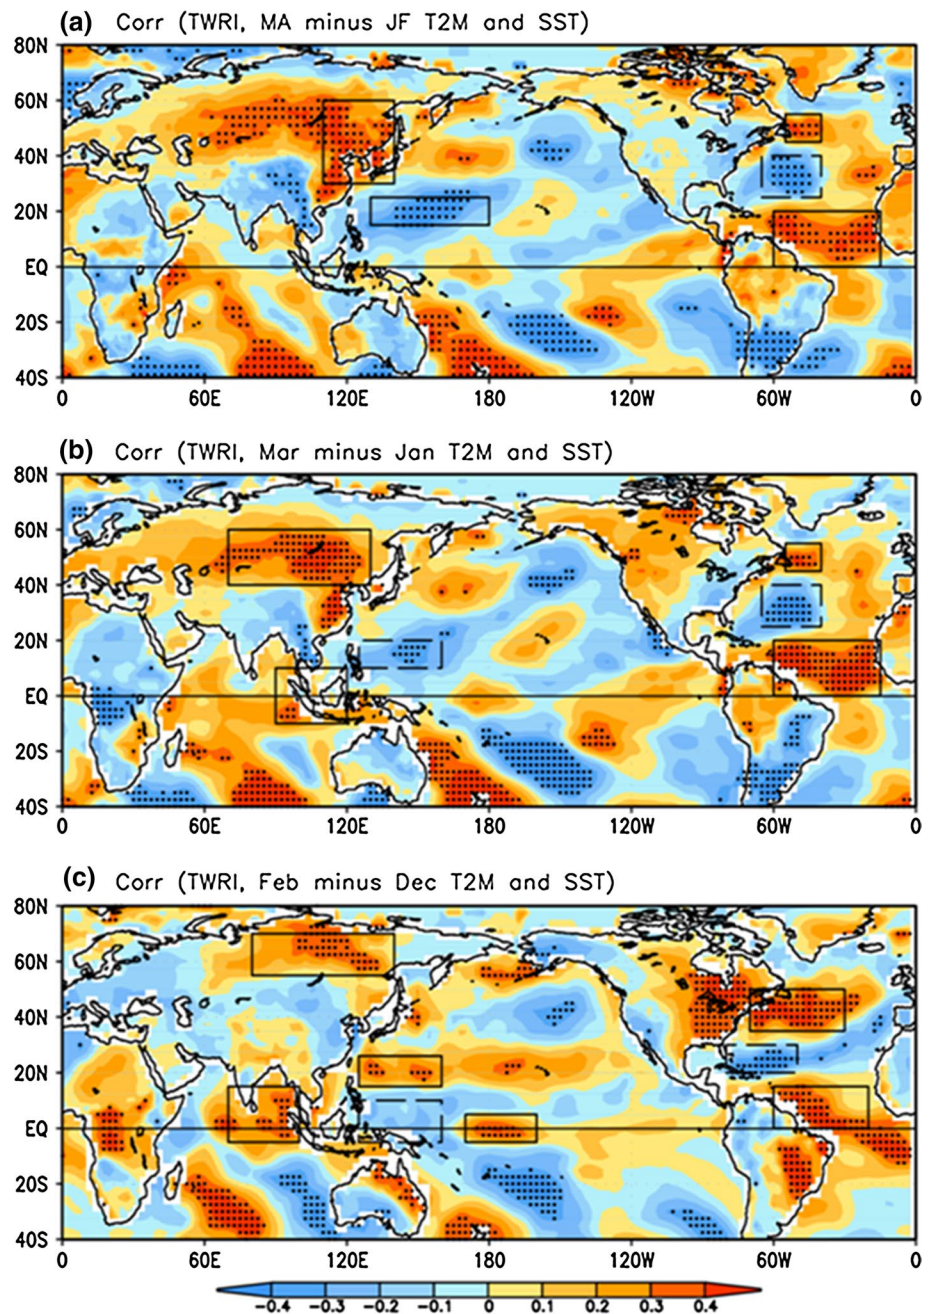 (a) Corr (TWRI, MA minus JF T2M and SST)
80N
60N
40N
20N
EQ
20S
40S
0 60E 120E 180 120W 60W 0
(b) Corr (TWRI, Mar minus Jan T2M and SST)
80N
60N
40N
20N
EQ
20S
40S
0 60E 120E 180 120W 60W 0
(c) Corr (TWRI, Feb minus Dec T2M and SST)
80N
60N
40N
20N
EQ
20S
40S
0 60E 120E 180 120W 60W 0
-0.4 -0.3 -0.2 -0.1 0 0.1 0.2 0.3 0.4